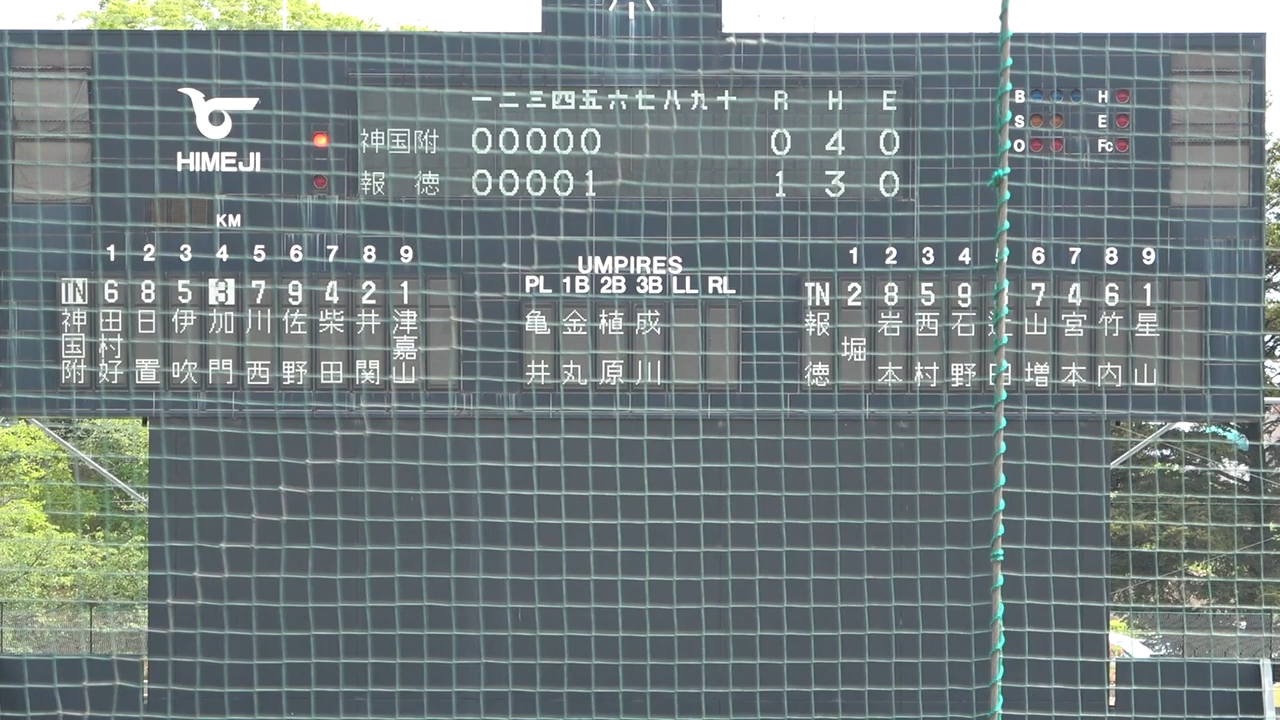 一二三四五六七八九十 R H E
神国附 00000 0 4 0
報徳 00001 1 3 0
HIMEJI
B H
S E
O Fc
KM
1 2 3 4 5 6 7 8 9
IN 6 8 5 3 7 9 4 2 1
神国附 田村好 日置 伊吹 加門 川西 佐野 柴田 井関 津嘉山
UMPIRES
PL 1B 2B 3B LL RL
亀井 金丸 植原 成川
1 2 3 4 6 7 8 9
IN 2 8 5 9 7 4 6 1
報徳 堀 岩本 西村 石野 山増 宮本 竹内 星山